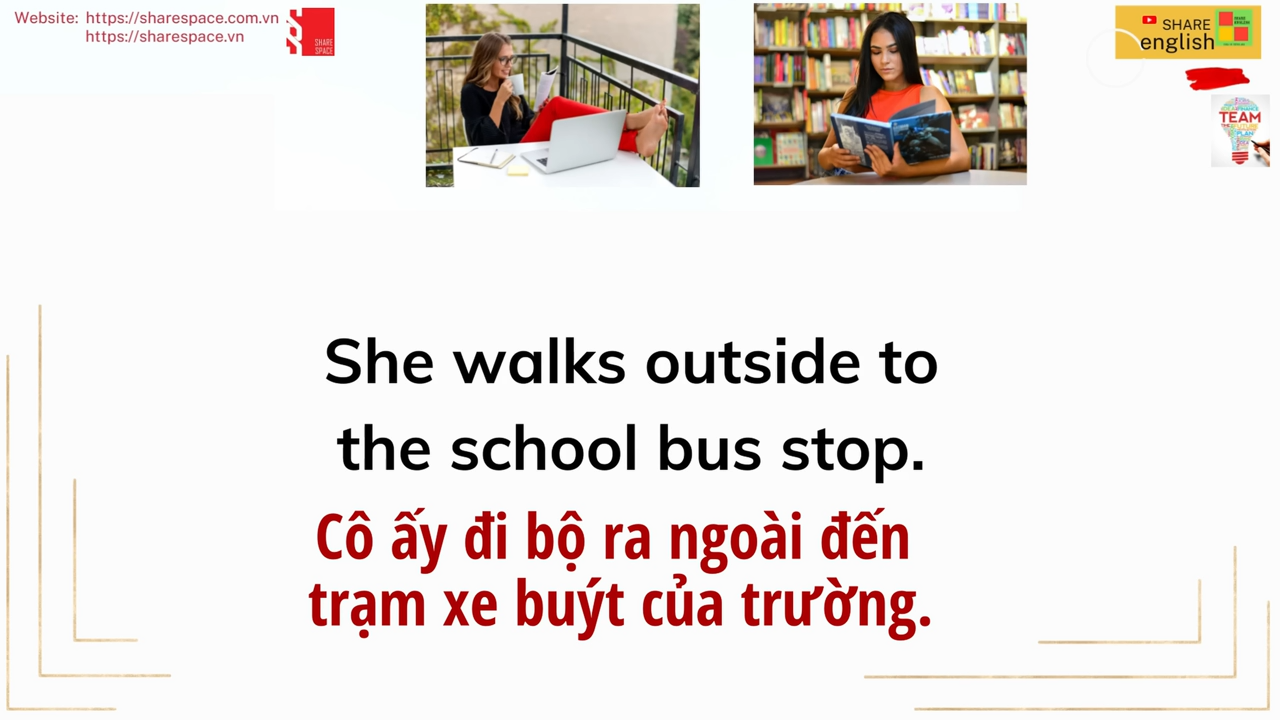 Website: https://sharespace.com.vn
https://sharespace.vn
SHARE
SPACE
SHARE
english
TEAM
She walks outside to
the school bus stop.
Cô ấy đi bộ ra ngoài đến
trạm xe buýt của trường.